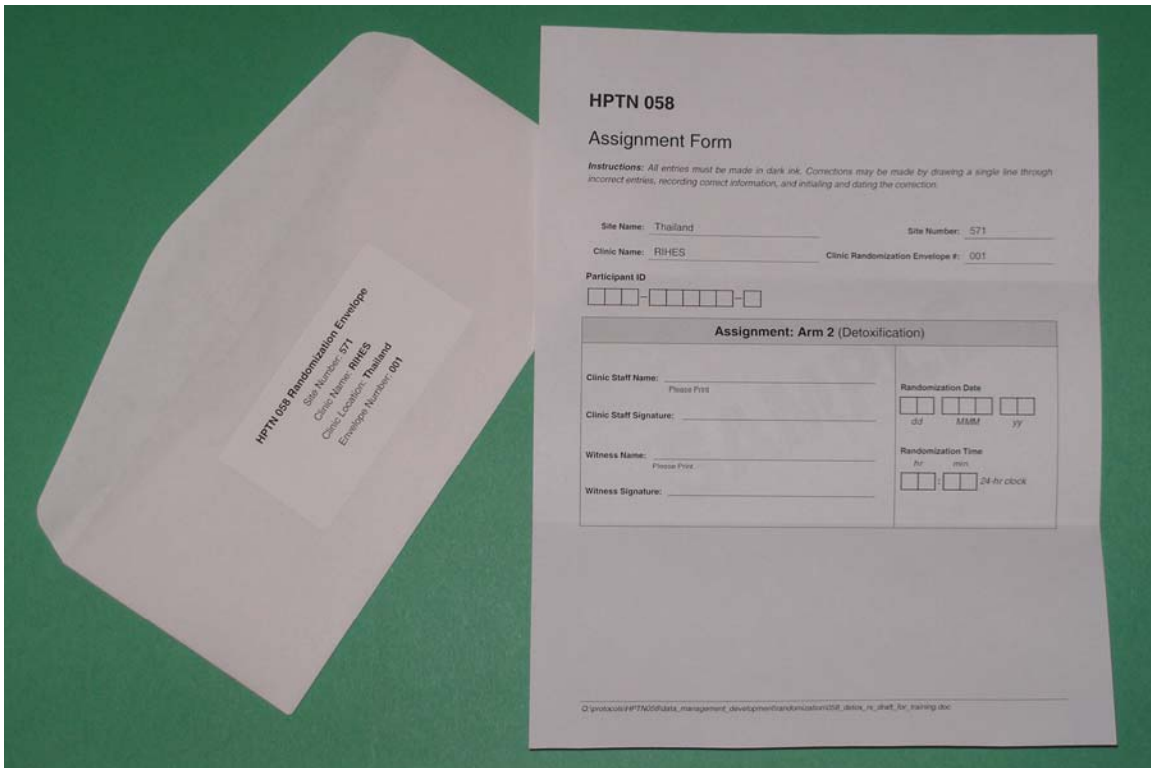 HPTN 058 Randomization Envelope
Site Number: 571
Clinic Name: RIHES
Clinic Location: Thailand
Envelope Number: 001
HPTN 058
Assignment Form
Instructions: All entries must be made in dark ink. Corrections may be made by drawing a single line through
incorrect entries, recording correct information, and initialing and dating the correction.
Site Name: Thailand Site Number: 571
Clinic Name: RIHES Clinic Randomization Envelope #: 001
Participant ID
Assignment: Arm 2 (Detoxification)
Clinic Staff Name:
Please Print
Randomization Date
Clinic Staff Signature:
dd MMM yy
Witness Name:
Please Print
Randomization Time
hr min
24-hr clock
Witness Signature: